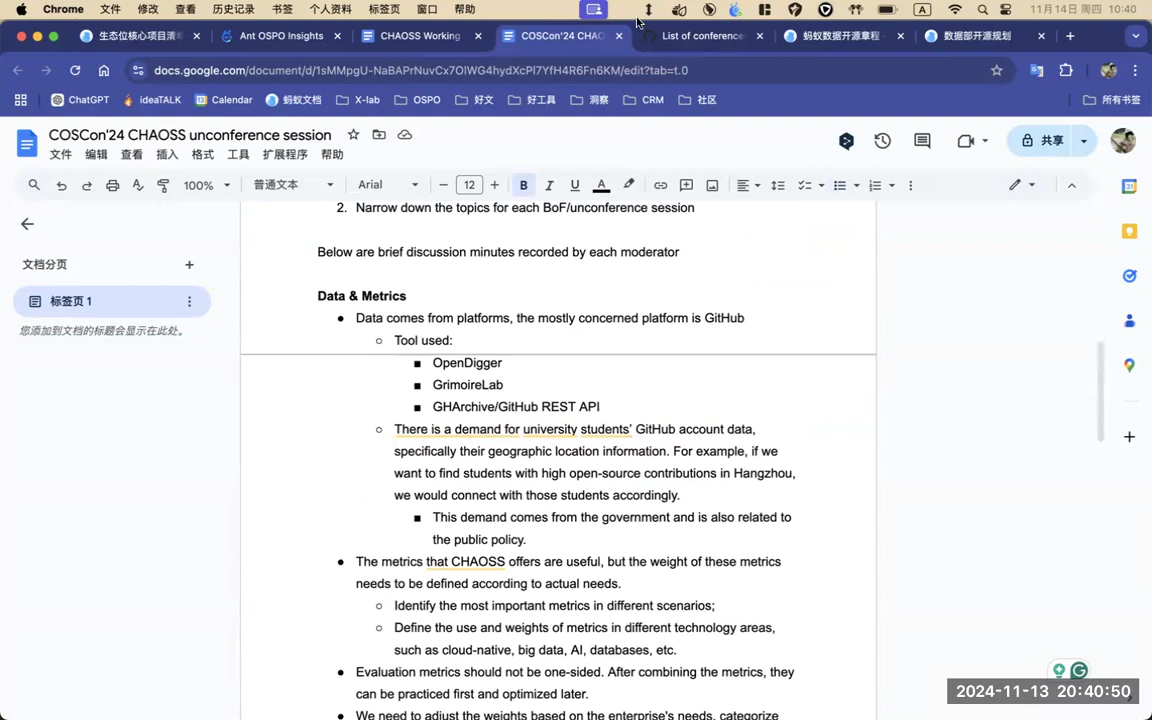 Chrome 文件 修改 查看 历史记录 书签 个人资料 标签页 窗口 帮助 A 11月14日 周四 10:40
生态位核心项目清 Ant OSPO Insights CHAOSS Working COSCon'24 CHAO List of conference 蚂蚁数据开源章程 - 数据部开源规划
docs.google.com/document/d/1sMMpgU-NaBAPrNuvCx7OIWG4hydXcPl7YfH4R6Fn6KM/edit?tab=t.0
ChatGPT ideaTALK Calendar 蚂蚁文档 X-lab OSPO 好文 好工具 洞察 CRM 社区 所有书签
COSCon'24 CHAOSS unconference session
文件 编辑 查看 插入 格式 工具 扩展程序 帮助 共享
100% 普通文本 Arial 12 B I U A
2. Narrow down the topics for each BoF/unconference session
文档分页
标签页 1
您添加到文档的标题会显示在此处。
Below are brief discussion minutes recorded by each moderator
Data & Metrics
● Data comes from platforms, the mostly concerned platform is GitHub
○ Tool used:
■ OpenDigger
■ GrimoireLab
■ GHArchive/GitHub REST API
○ There is a demand for university students' GitHub account data,
specifically their geographic location information. For example, if we
want to find students with high open-source contributions in Hangzhou,
we would connect with those students accordingly.
■ This demand comes from the government and is also related to
the public policy.
● The metrics that CHAOSS offers are useful, but the weight of these metrics
needs to be defined according to actual needs.
○ Identify the most important metrics in different scenarios;
○ Define the use and weights of metrics in different technology areas,
such as cloud-native, big data, AI, databases, etc.
● Evaluation metrics should not be one-sided. After combining the metrics, they
can be practiced first and optimized later.
● We need to adjust the weights based on the enterprise's needs, categorize
2024-11-13 20:40:50